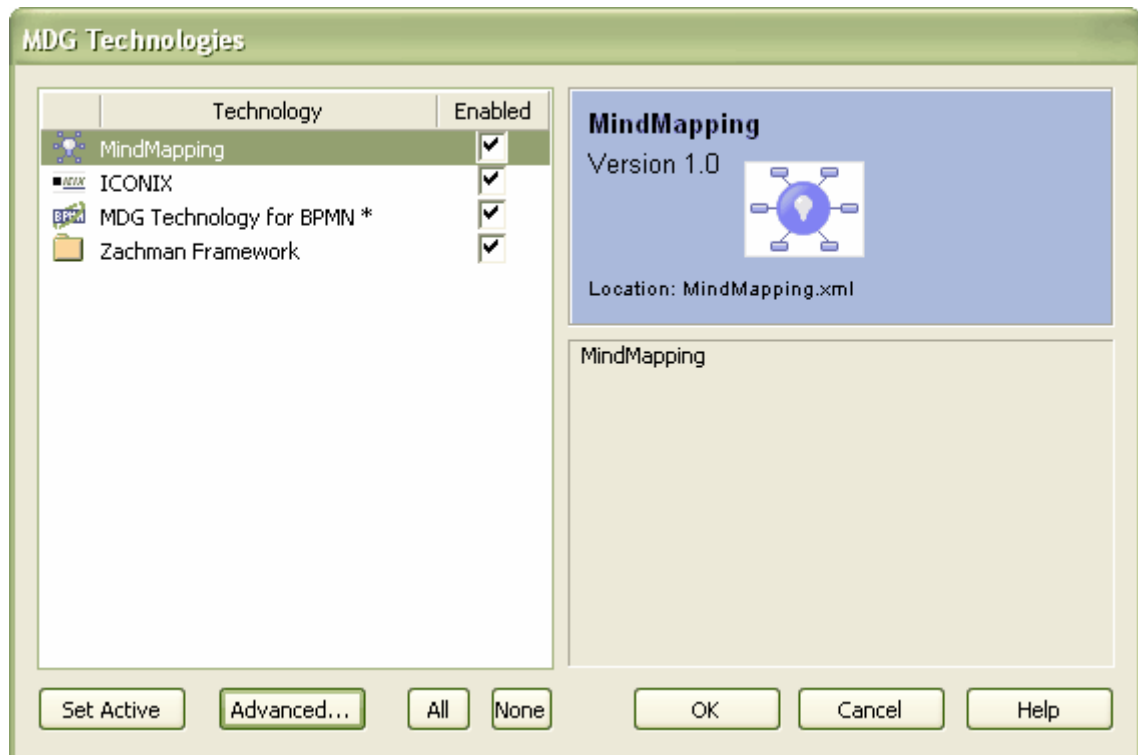 MDG Technologies
Technology Enabled
MindMapping
ICONIX
MDG Technology for BPMN *
Zachman Framework
MindMapping
Version 1.0
Location: MindMapping.xml
MindMapping
Set Active Advanced... All None OK Cancel Help